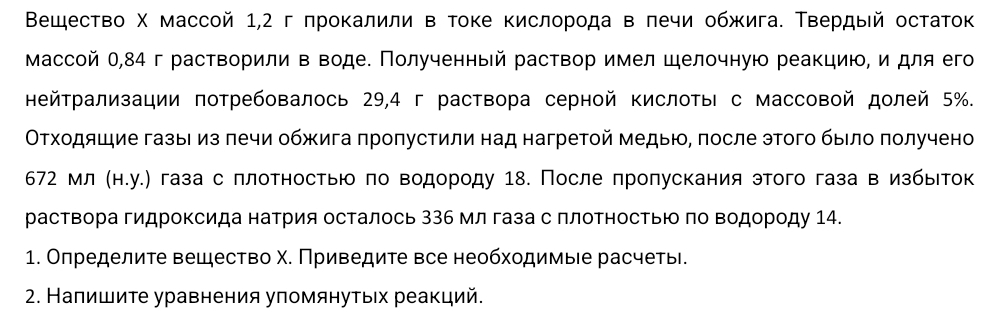 Вещество X массой 1,2 г прокалили в токе кислорода в печи обжига. Твердый остаток
массой 0,84 г растворили в воде. Полученный раствор имел щелочную реакцию, и для его
нейтрализации потребовалось 29,4 г раствора серной кислоты с массовой долей 5%.
Отходящие газы из печи обжига пропустили над нагретой медью, после этого было получено
672 мл (н.у.) газа с плотностью по водороду 18. После пропускания этого газа в избыток
раствора гидроксида натрия осталось 336 мл газа с плотностью по водороду 14.
1. Определите вещество X. Приведите все необходимые расчеты.
2. Напишите уравнения упомянутых реакций.